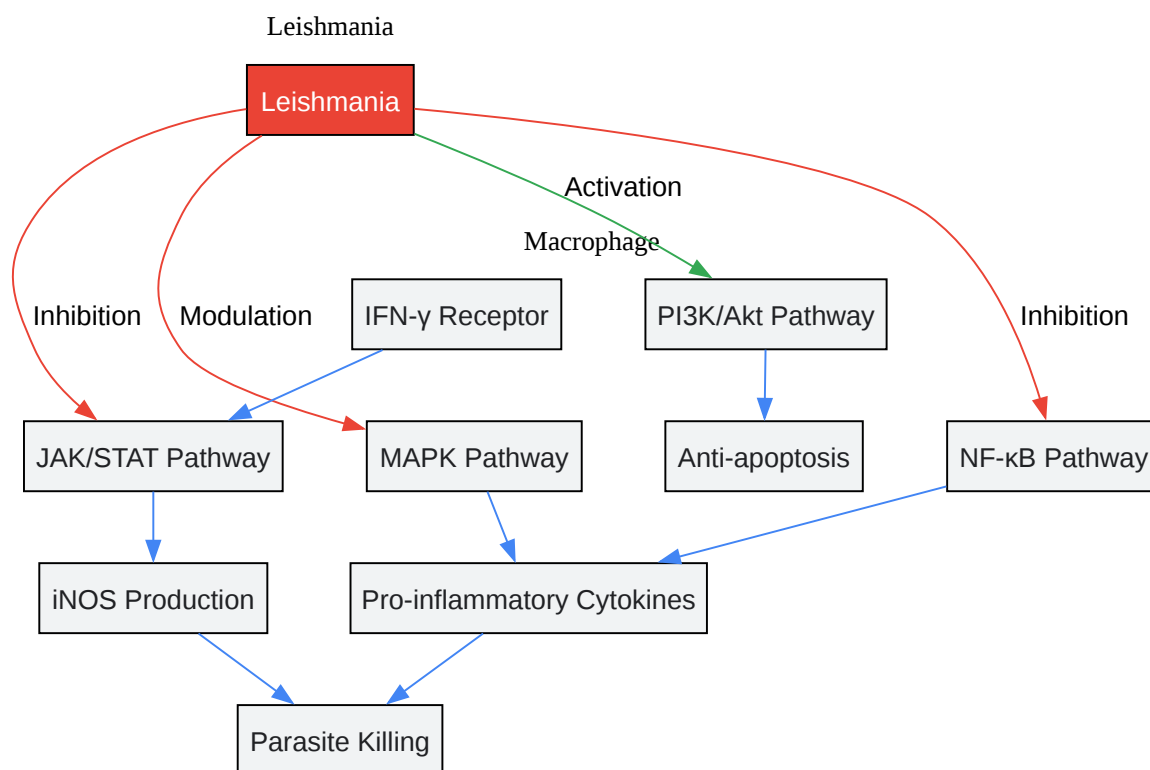 Leishmania
Leishmania
Activation
Macrophage
Inhibition
Modulation
IFN-γ Receptor
PI3K/Akt Pathway
Inhibition
JAK/STAT Pathway
MAPK Pathway
Anti-apoptosis
NF-κB Pathway
iNOS Production
Pro-inflammatory Cytokines
Parasite Killing